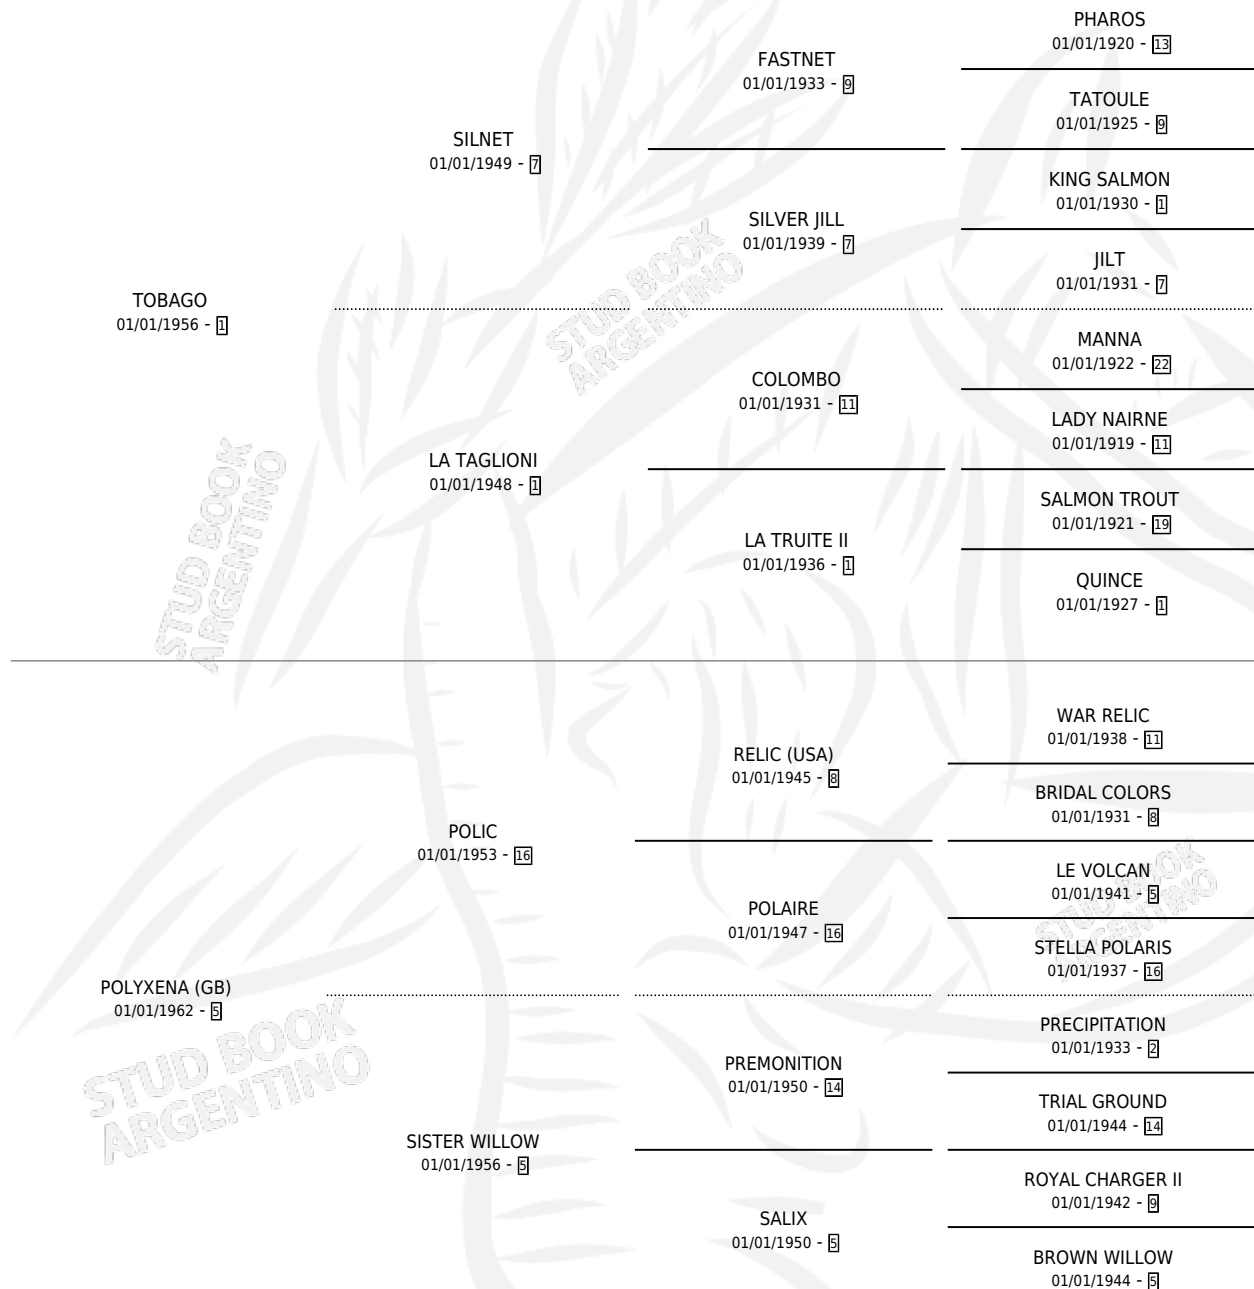 PHAROS
01/01/1920 - 13
FASTNET
01/01/1933 - 9
TATOULE
01/01/1925 - 9
SILNET
01/01/1949 - 7
KING SALMON
01/01/1930 - 1
SILVER JILL
01/01/1939 - 7
JILT
01/01/1931 - 7
TOBAGO
01/01/1956 - 1
MANNA
01/01/1922 - 22
COLOMBO
01/01/1931 - 11
LADY NAIRNE
01/01/1919 - 11
LA TAGLIONI
01/01/1948 - 1
SALMON TROUT
01/01/1921 - 19
LA TRUITE II
01/01/1936 - 1
QUINCE
01/01/1927 - 1
WAR RELIC
01/01/1938 - 11
RELIC (USA)
01/01/1945 - 8
BRIDAL COLORS
01/01/1931 - 8
POLIC
01/01/1953 - 16
LE VOLCAN
01/01/1941 - 5
POLAIRE
01/01/1947 - 16
STELLA POLARIS
01/01/1937 - 16
POLYXENA (GB)
01/01/1962 - 5
PRECIPITATION
01/01/1933 - 2
PREMONITION
01/01/1950 - 14
TRIAL GROUND
01/01/1944 - 14
SISTER WILLOW
01/01/1956 - 5
ROYAL CHARGER II
01/01/1942 - 9
SALIX
01/01/1950 - 5
BROWN WILLOW
01/01/1944 - 5
STUD BOOK
ARGENTINO
STUD BOOK
ARGENTINO
STUD BOOK
ARGENTINO
STUD BOOK
ARGENTINO